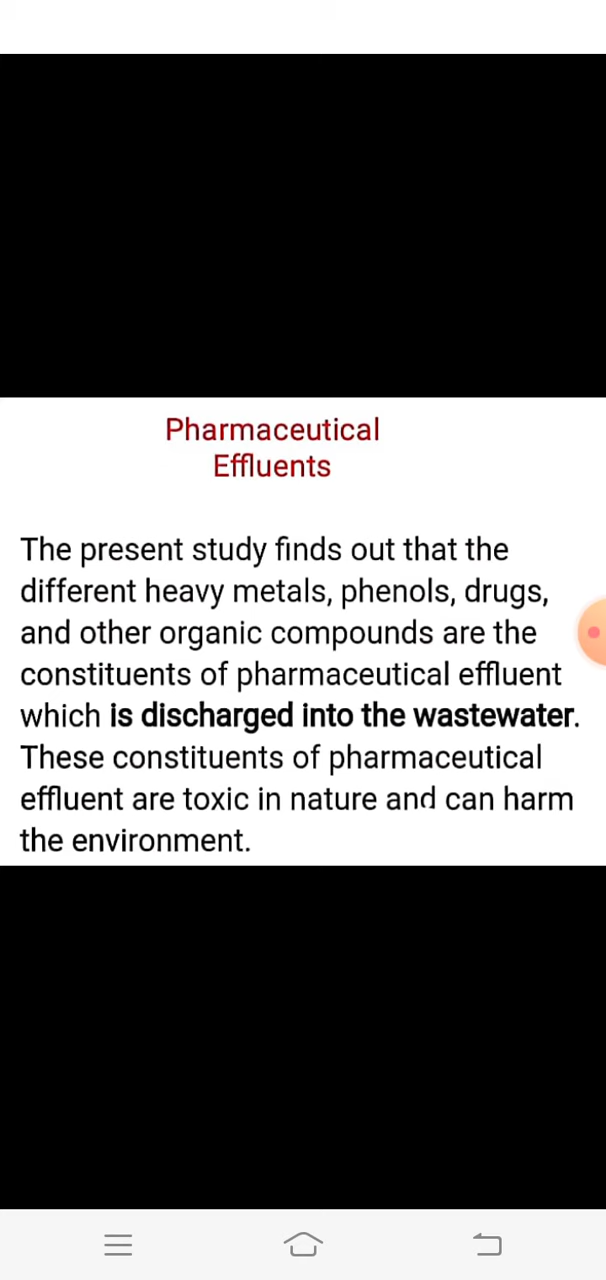 Pharmaceutical
Effluents
The present study finds out that the
different heavy metals, phenols, drugs,
and other organic compounds are the
constituents of pharmaceutical effluent
which is discharged into the wastewater.
These constituents of pharmaceutical
effluent are toxic in nature and can harm
the environment.